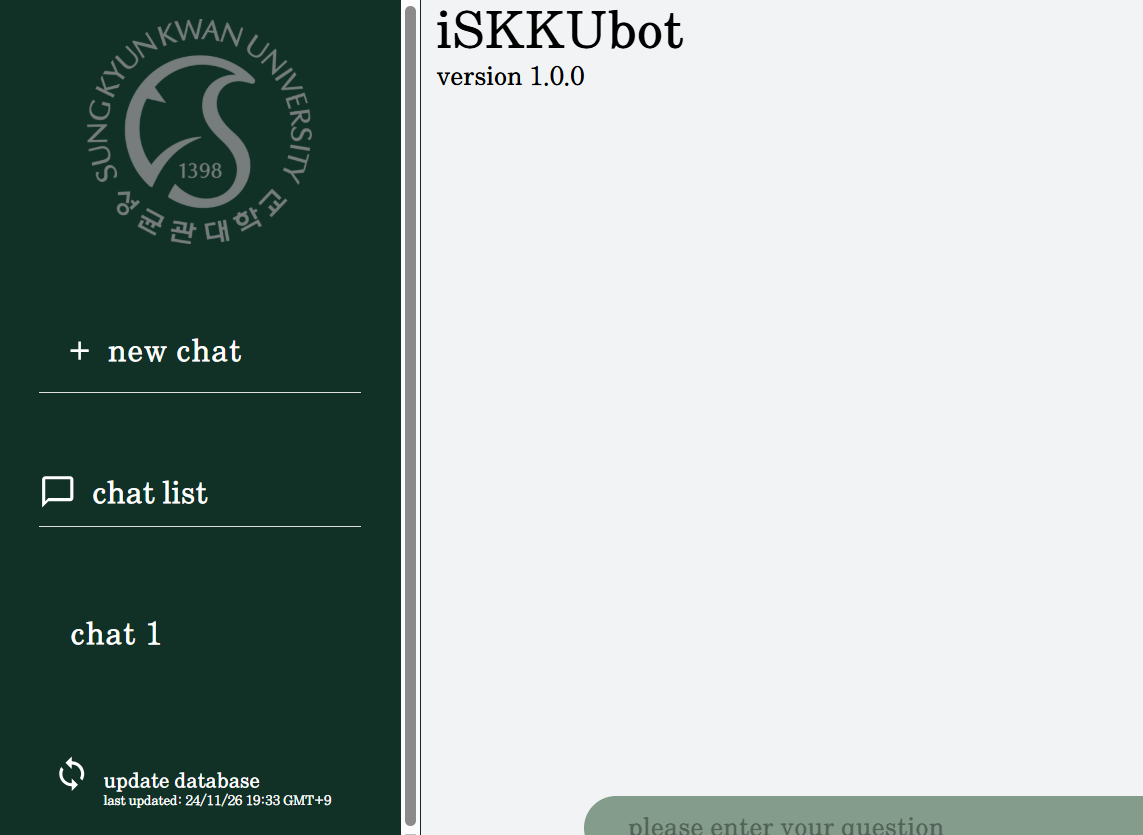 SUNGKYUNKWAN UNIVERSITY
1398
성균관대학교
+ new chat
chat list
chat 1
update database
last updated: 24/11/26 19:33 GMT+9
iSKKUbot
version 1.0.0
please enter your question